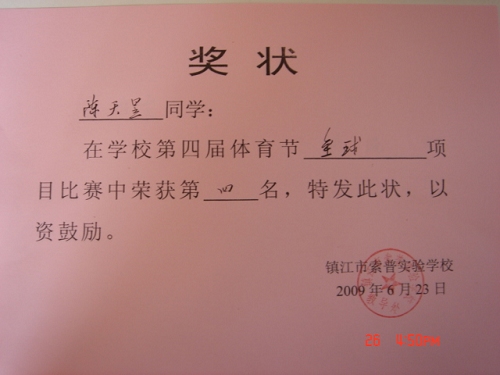 奖状
陈天昱 同学：
在学校第四届体育节 垒球 项
目比赛中荣获第 四 名，特发此状，以
资鼓励。
镇江市索普实验学校
2009年6月23日